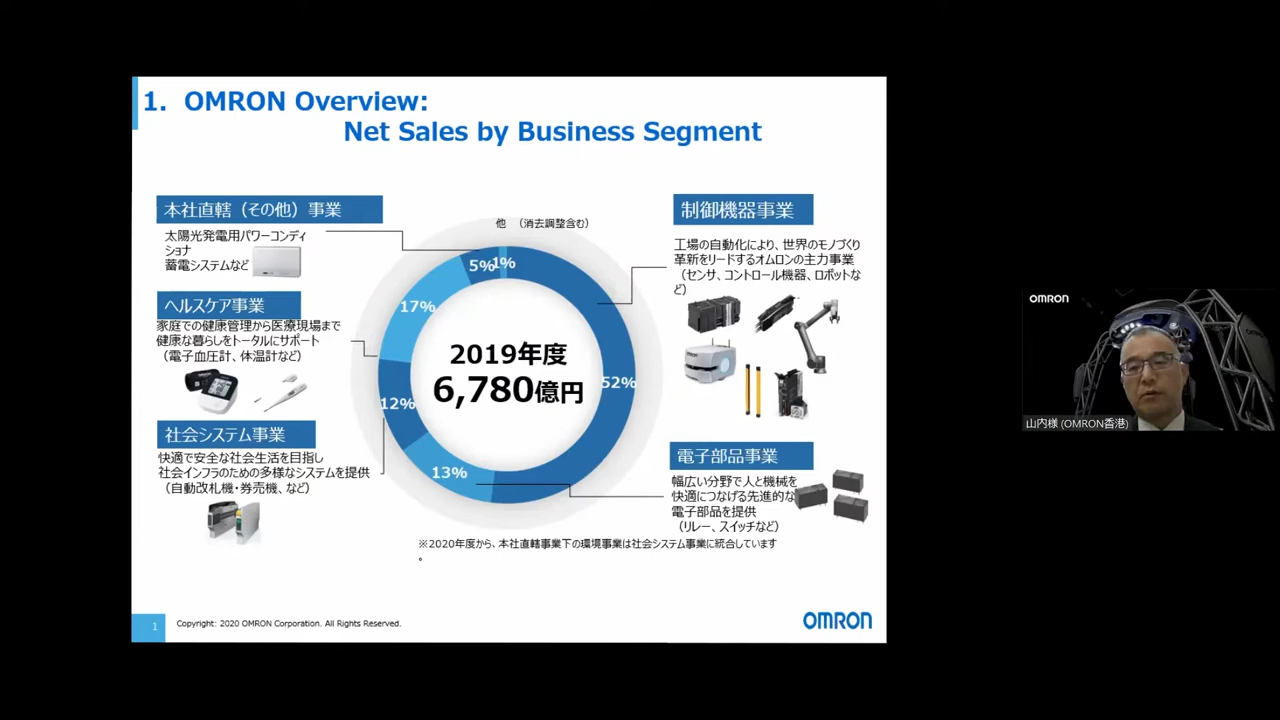 1. OMRON Overview:
Net Sales by Business Segment
本社直轄（その他）事業
太陽光発電用パワーコンディ
ショナ
蓄電システムなど
ヘルスケア事業
家庭での健康管理から医療現場まで
健康な暮らしをトータルにサポート
（電子血圧計、体温計など）
社会システム事業
快適で安全な社会生活を目指し
社会インフラのための多様なシステムを提供
（自動改札機・券売機、など）
他 （消去調整含む）
5%
1%
17%
12%
13%
52%
2019年度
6,780億円
制御機器事業
工場の自動化により、世界のモノづくり
革新をリードするオムロンの主力事業
（センサ、コントロール機器、ロボットな
ど）
電子部品事業
幅広い分野で人と機械を
快適につなげる先進的な
電子部品を提供
（リレー、スイッチなど）
※2020年度から、本社直轄事業下の環境事業は社会システム事業に統合しています
。
1
Copyright: 2020 OMRON Corporation. All Rights Reserved.
OMRON
OMRON
山内様 (OMRON香港)